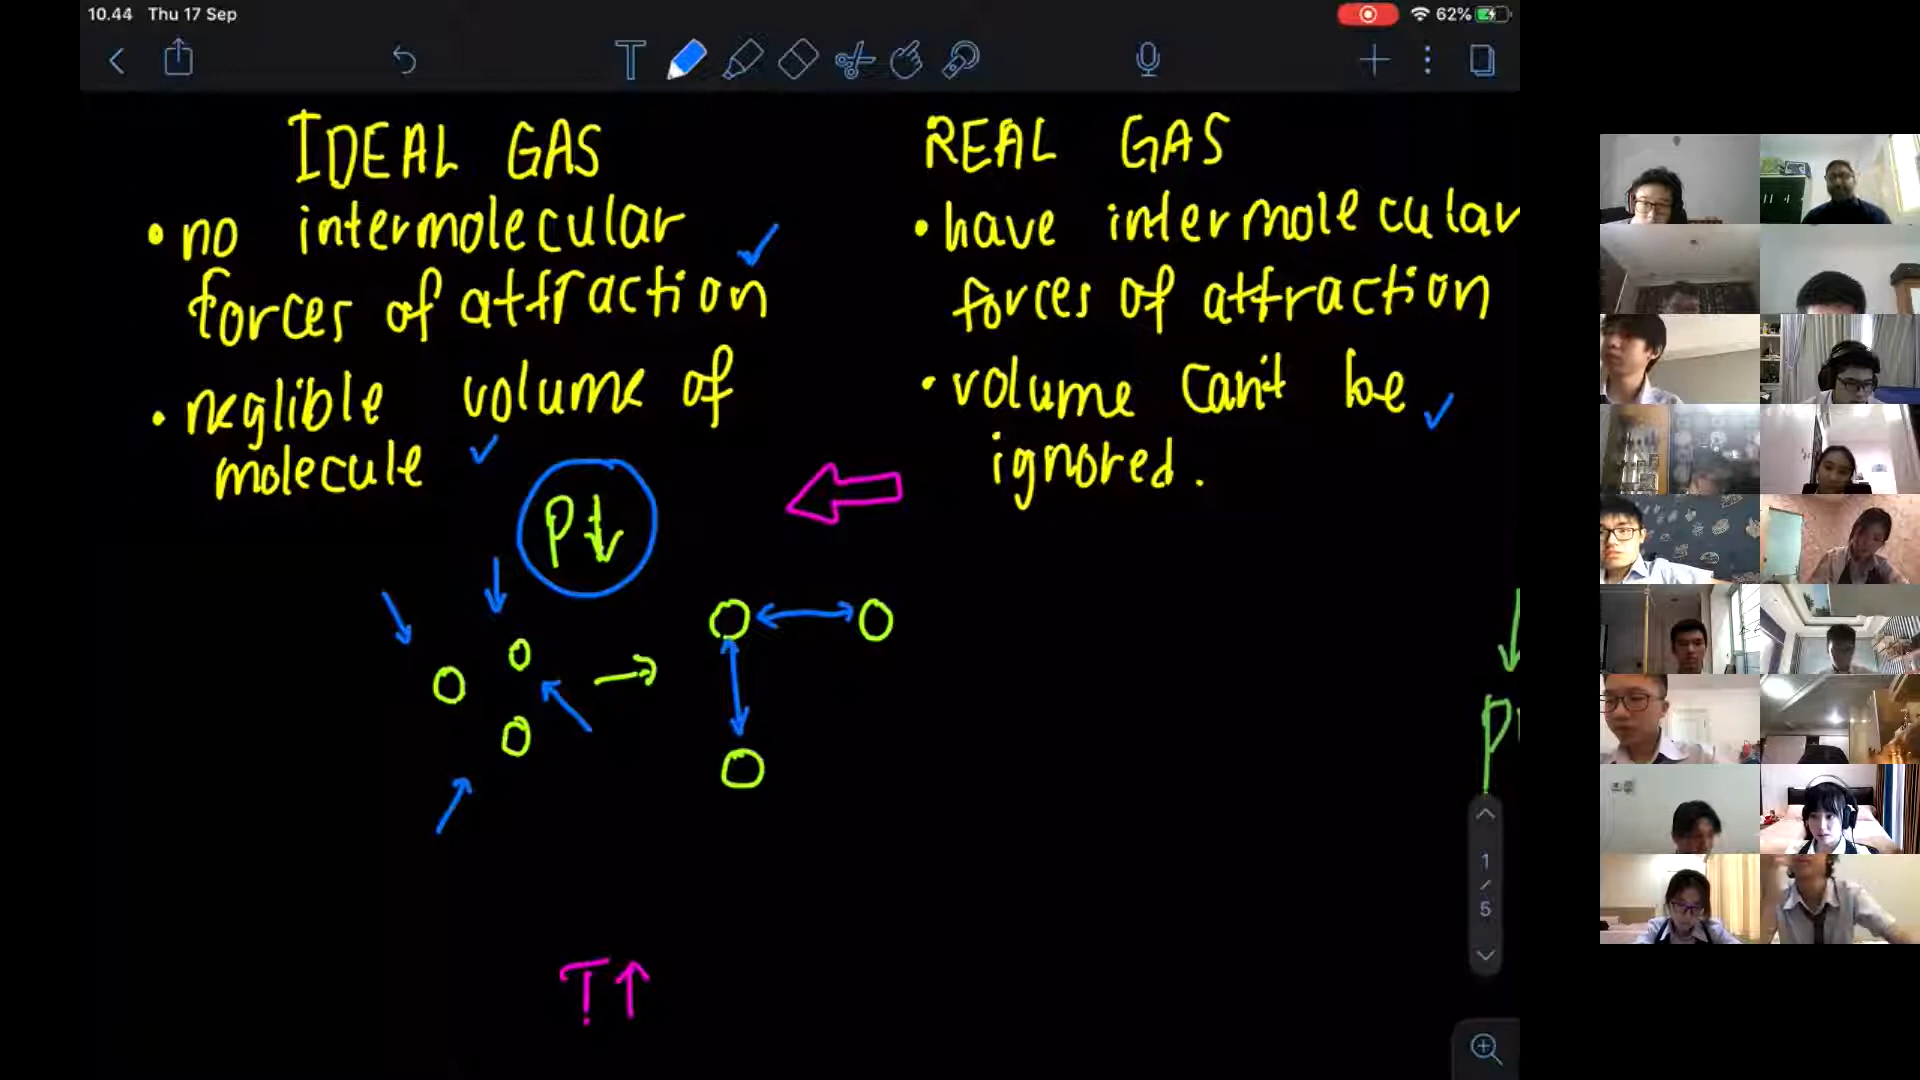 10.44 Thu 17 Sep
62%
T
IDEAL GAS
• no intermolecular
forces of attraction
• neglible volume of
molecule
REAL GAS
• have intermolecular
forces of attraction
• volume can't be
ignored.
P↓
P
1
/
5
T↑